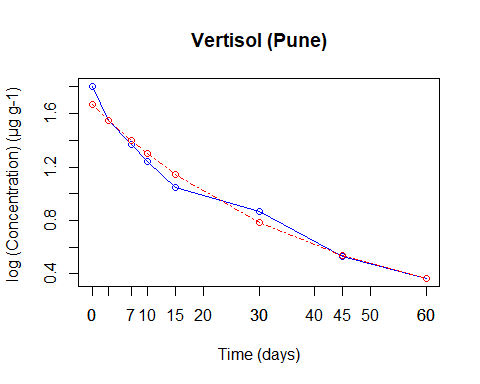 Vertisol (Pune)
log (Concentration) (µg g-1)
1.6
1.2
0.8
0.4
0 7 10 15 20 30 40 45 50 60
Time (days)